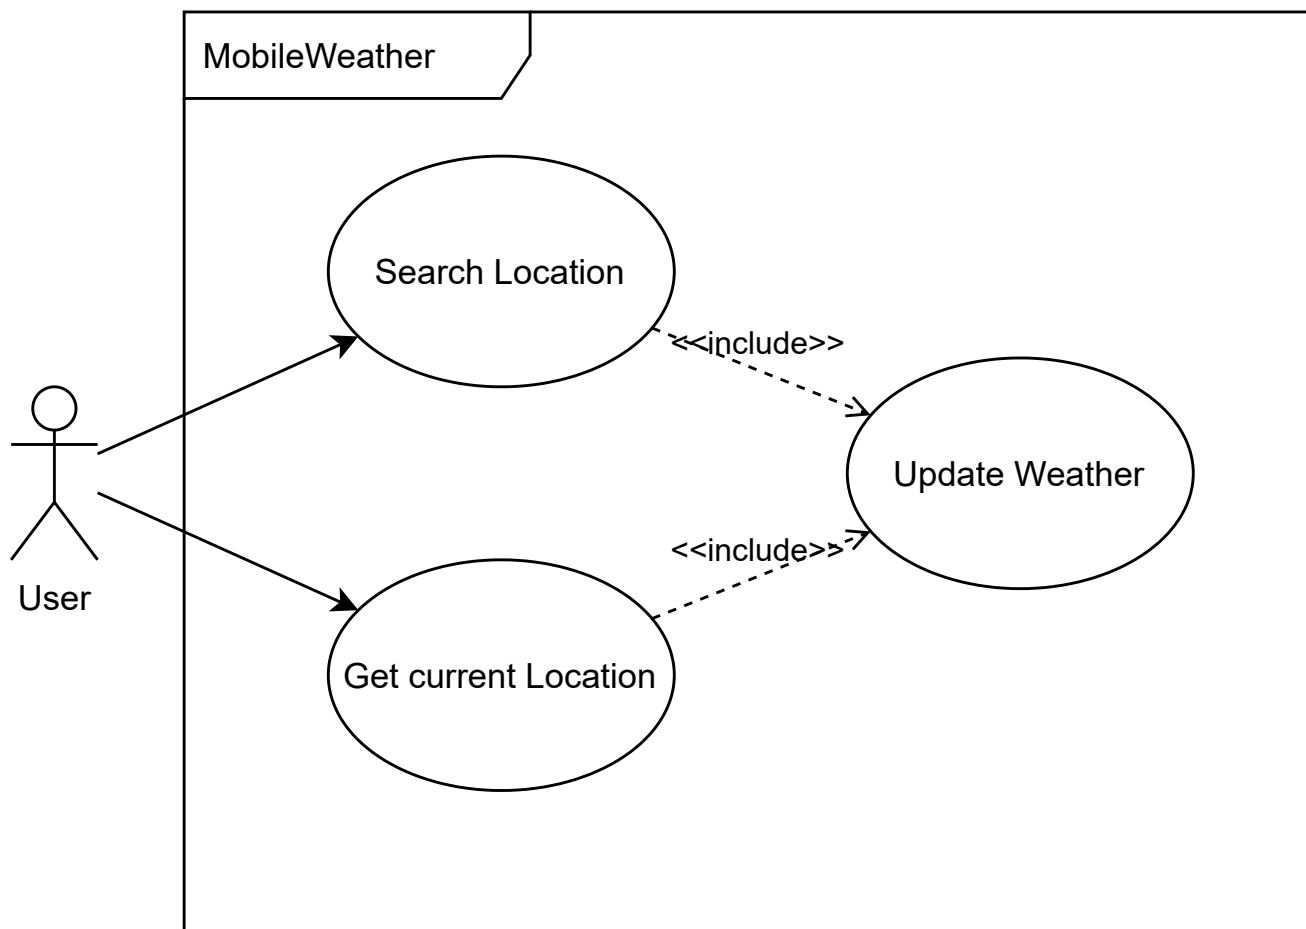 MobileWeather
Search Location
<<include>>
Update Weather
<<include>>
User
Get current Location